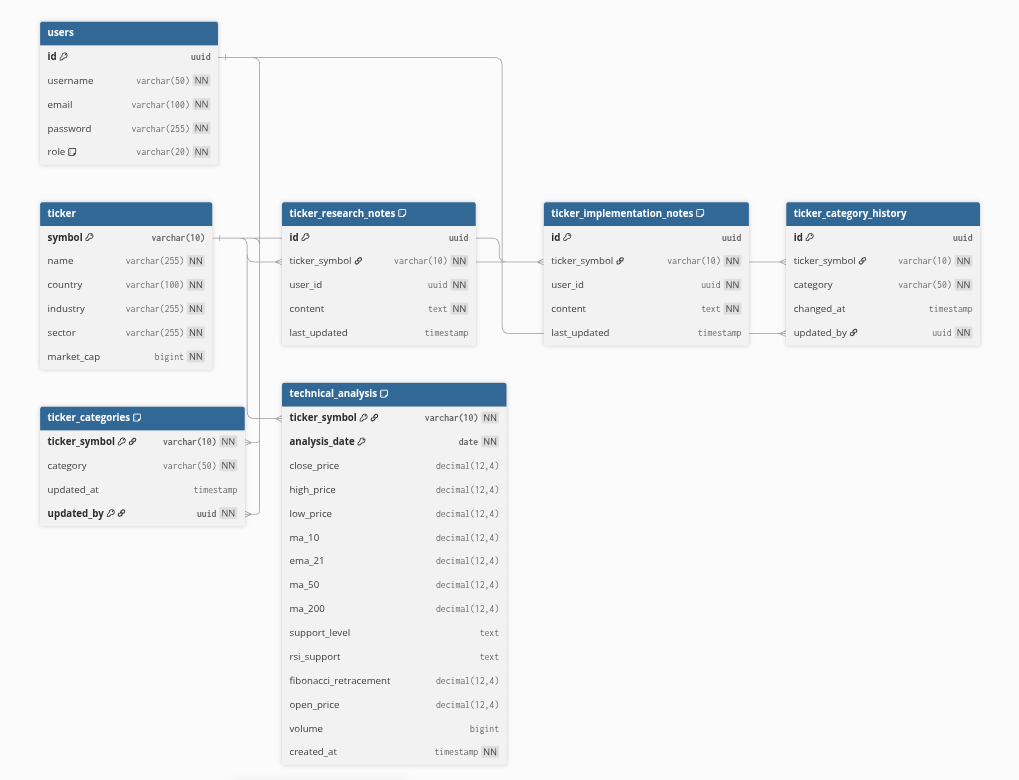 users
id uuid
username varchar(50) NN
email varchar(100) NN
password varchar(255) NN
role varchar(20) NN
ticker
symbol varchar(10)
name varchar(255) NN
country varchar(100) NN
industry varchar(255) NN
sector varchar(255) NN
market_cap bigint NN
ticker_research_notes
id uuid
ticker_symbol varchar(10) NN
user_id uuid NN
content text NN
last_updated timestamp
ticker_implementation_notes
id uuid
ticker_symbol varchar(10) NN
user_id uuid NN
content text NN
last_updated timestamp
ticker_category_history
id uuid
ticker_symbol varchar(10) NN
category varchar(50) NN
changed_at timestamp
updated_by uuid NN
ticker_categories
ticker_symbol varchar(10) NN
category varchar(50) NN
updated_at timestamp
updated_by uuid NN
technical_analysis
ticker_symbol varchar(10) NN
analysis_date date NN
close_price decimal(12,4)
high_price decimal(12,4)
low_price decimal(12,4)
ma_10 decimal(12,4)
ema_21 decimal(12,4)
ma_50 decimal(12,4)
ma_200 decimal(12,4)
support_level text
rsi_support text
fibonacci_retracement decimal(12,4)
open_price decimal(12,4)
volume bigint
created_at timestamp NN